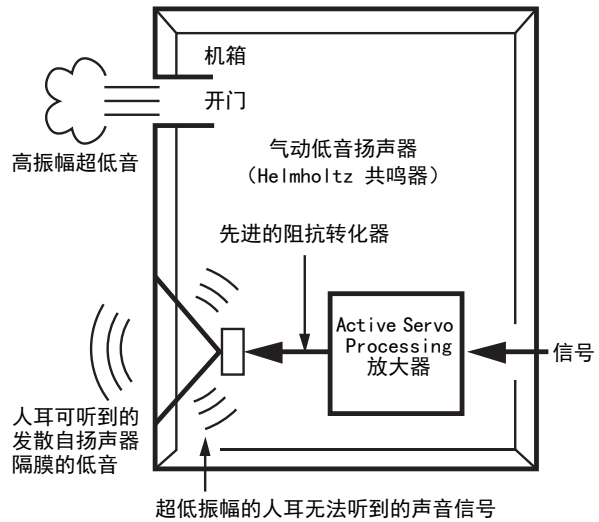 机箱
开门
高振幅超低音
气动低音扬声器
（Helmholtz 共鸣器）
先进的阻抗转化器
Active Servo
Processing
放大器
信号
人耳可听到的
发散自扬声器
隔膜的低音
超低振幅的人耳无法听到的声音信号